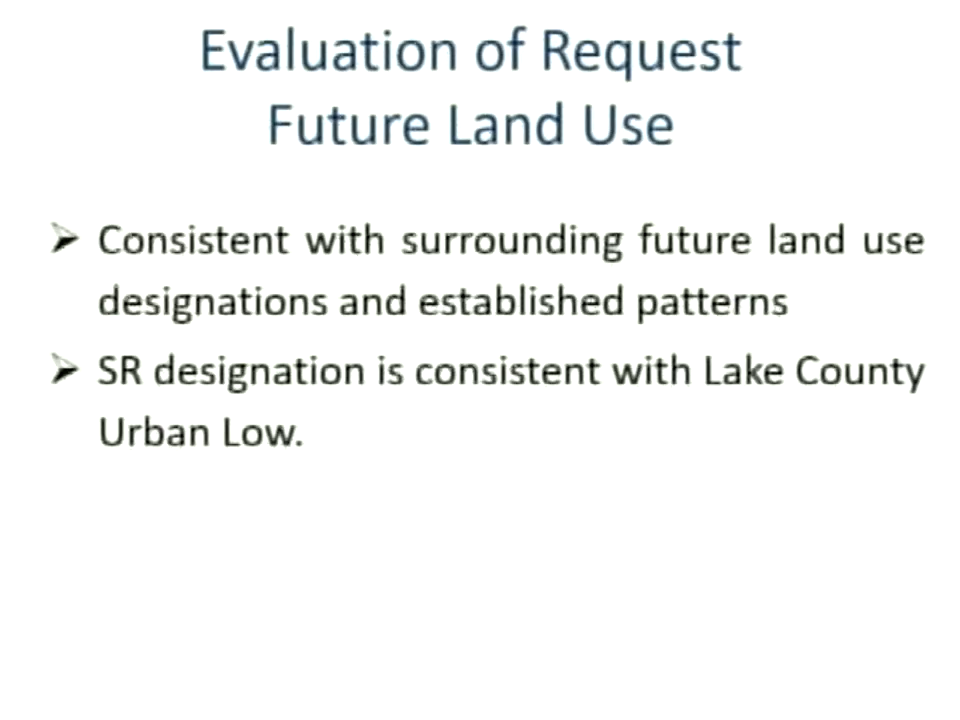 Evaluation of Request
Future Land Use
➢ Consistent with surrounding future land use
designations and established patterns
➢ SR designation is consistent with Lake County
Urban Low.